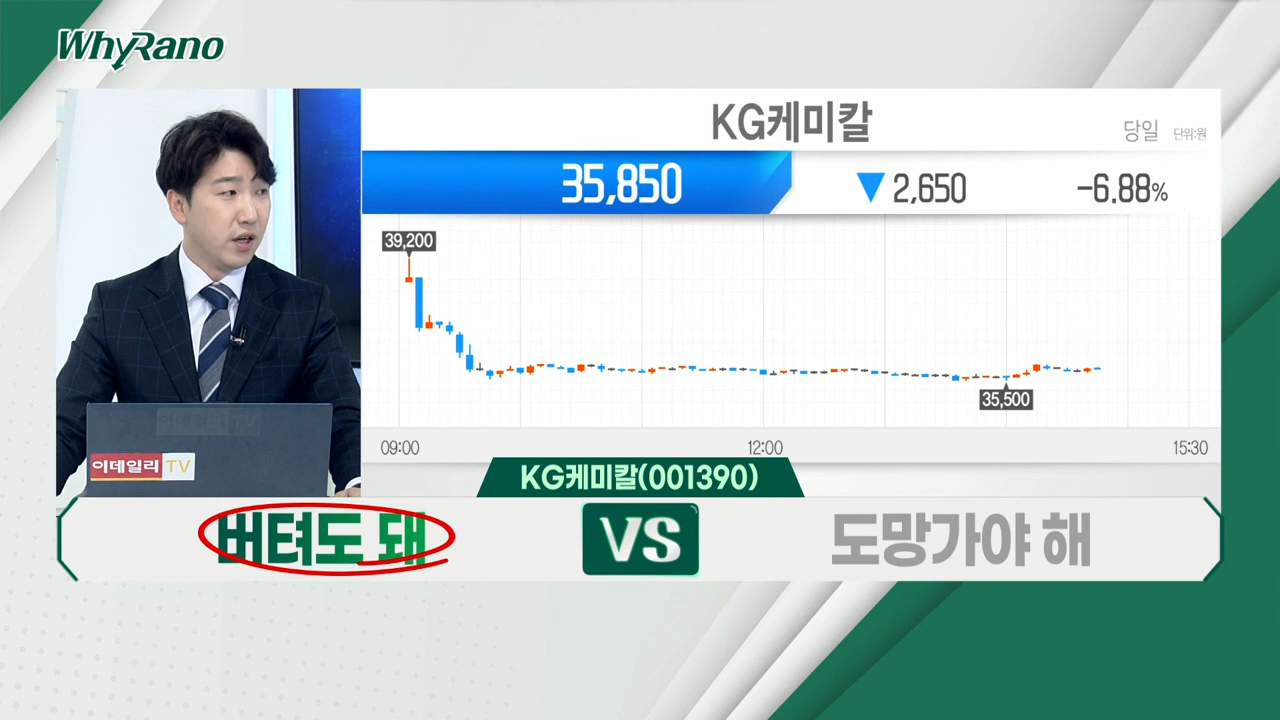 WhyRano
KG케미칼
당일 단위:원
35,850 ▼2,650 -6.88%
39,200
35,500
09:00 12:00 15:30
이데일리 TV
KG케미칼(001390)
버텨도 돼 VS 도망가야 해